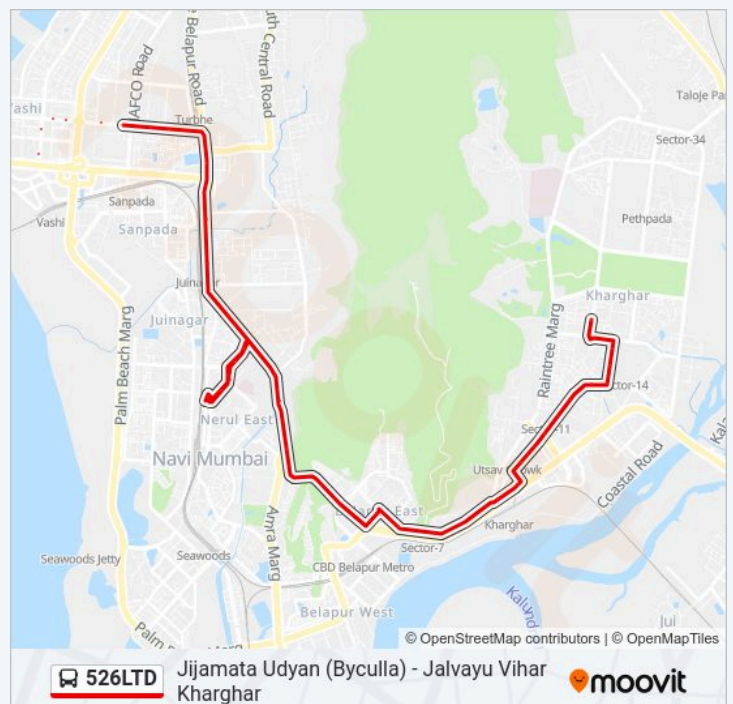 AFCO Road
Belapur Road
South Central Road
Vashi
Turbhe
Taloje
Sector-34
Sanpada
Vashi
Sanpada
Pethpada
Kharghar
Juinagar
Juinagar
Palm Beach Marg
Raintree Marg
Sector-14
Nerul East
Sector-11
Navi Mumbai
Utsav Chowk
Coastal Road
Amra Marg
Belapur East
Kharghar
Sector-7
Seawoods Jetty
Seawoods
CBD Belapur Metro
Belapur West
Jui
© OpenStreetMap contributors | © OpenMapTiles
526LTD
Jijamata Udyan (Byculla) - Jalvayu Vihar
Kharghar
moovit